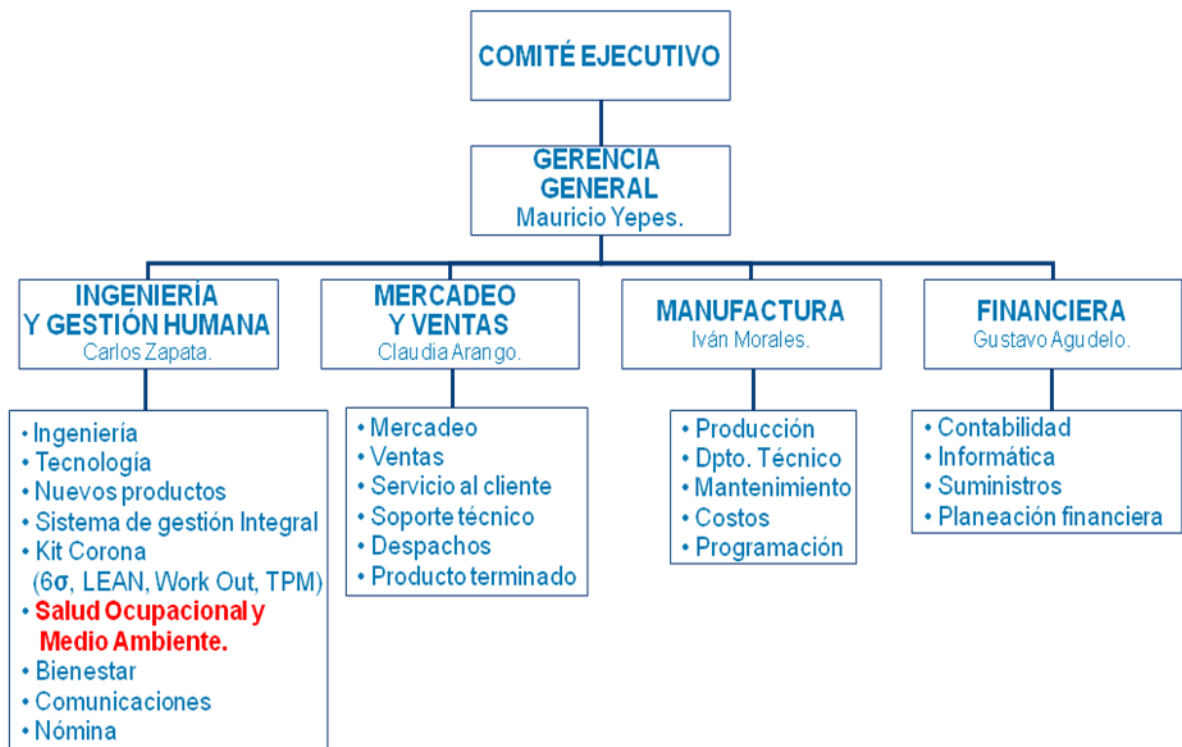 COMITÉ EJECUTIVO
GERENCIA
GENERAL
Mauricio Yepes.
INGENIERÍA
Y GESTIÓN HUMANA
Carlos Zapata.
MERCADEO
Y VENTAS
Claudia Arango.
MANUFACTURA
Iván Morales.
FINANCIERA
Gustavo Agudelo.
• Ingeniería
• Tecnología
• Nuevos productos
• Sistema de gestión Integral
• Kit Corona
(6σ, LEAN, Work Out, TPM)
• Salud Ocupacional y
Medio Ambiente.
• Bienestar
• Comunicaciones
• Nómina
• Mercadeo
• Ventas
• Servicio al cliente
• Soporte técnico
• Despachos
• Producto terminado
• Producción
• Dpto. Técnico
• Mantenimiento
• Costos
• Programación
• Contabilidad
• Informática
• Suministros
• Planeación financiera